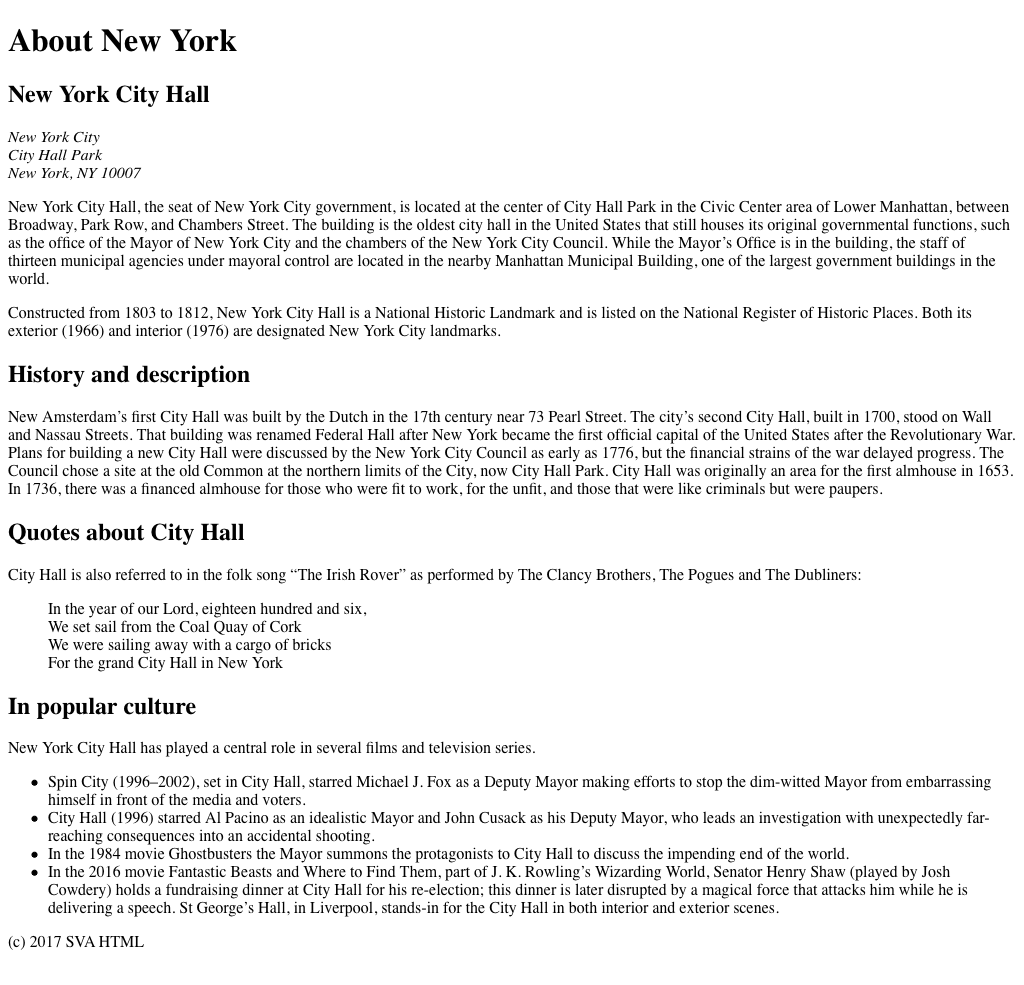 About New York
New York City Hall
New York City
City Hall Park
New York, NY 10007
New York City Hall, the seat of New York City government, is located at the center of City Hall Park in the Civic Center area of Lower Manhattan, between
Broadway, Park Row, and Chambers Street. The building is the oldest city hall in the United States that still houses its original governmental functions, such
as the office of the Mayor of New York City and the chambers of the New York City Council. While the Mayor’s Office is in the building, the staff of
thirteen municipal agencies under mayoral control are located in the nearby Manhattan Municipal Building, one of the largest government buildings in the
world.
Constructed from 1803 to 1812, New York City Hall is a National Historic Landmark and is listed on the National Register of Historic Places. Both its
exterior (1966) and interior (1976) are designated New York City landmarks.
History and description
New Amsterdam’s first City Hall was built by the Dutch in the 17th century near 73 Pearl Street. The city’s second City Hall, built in 1700, stood on Wall
and Nassau Streets. That building was renamed Federal Hall after New York became the first official capital of the United States after the Revolutionary War.
Plans for building a new City Hall were discussed by the New York City Council as early as 1776, but the financial strains of the war delayed progress. The
Council chose a site at the old Common at the northern limits of the City, now City Hall Park. City Hall was originally an area for the first almhouse in 1653.
In 1736, there was a financed almhouse for those who were fit to work, for the unfit, and those that were like criminals but were paupers.
Quotes about City Hall
City Hall is also referred to in the folk song “The Irish Rover” as performed by The Clancy Brothers, The Pogues and The Dubliners:
In the year of our Lord, eighteen hundred and six,
We set sail from the Coal Quay of Cork
We were sailing away with a cargo of bricks
For the grand City Hall in New York
In popular culture
New York City Hall has played a central role in several films and television series.
• Spin City (1996–2002), set in City Hall, starred Michael J. Fox as a Deputy Mayor making efforts to stop the dim-witted Mayor from embarrassing
himself in front of the media and voters.
• City Hall (1996) starred Al Pacino as an idealistic Mayor and John Cusack as his Deputy Mayor, who leads an investigation with unexpectedly far-
reaching consequences into an accidental shooting.
• In the 1984 movie Ghostbusters the Mayor summons the protagonists to City Hall to discuss the impending end of the world.
• In the 2016 movie Fantastic Beasts and Where to Find Them, part of J. K. Rowling’s Wizarding World, Senator Henry Shaw (played by Josh
Cowdery) holds a fundraising dinner at City Hall for his re-election; this dinner is later disrupted by a magical force that attacks him while he is
delivering a speech. St George’s Hall, in Liverpool, stands-in for the City Hall in both interior and exterior scenes.
(c) 2017 SVA HTML